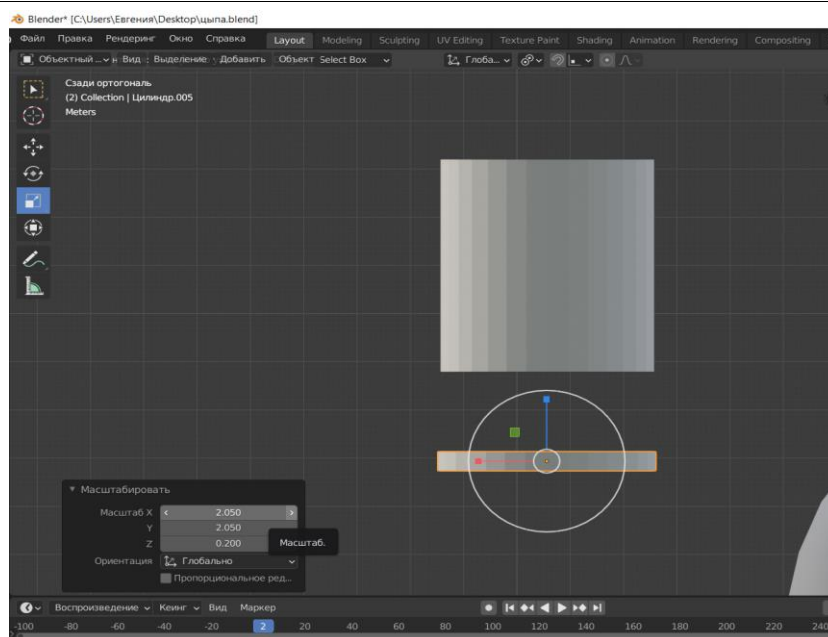 Blender* [C:\Users\Евгения\Desktop\цыпа.blend]
Файл Правка Рендеринг Окно Справка Layout Modeling Sculpting UV Editing Texture Paint Shading Animation Rendering Compositing
Объектный ... Вид Выделение Добавить Объект Select Box Глоба...
Сзади ортогональ
(2) Collection | Цилиндр.005
Meters
Масштабировать
Масштаб X 2.050
Y 2.050
Z 0.200
Масштаб.
Ориентация Глобально
Пропорциональное ред...
Воспроизведение Кеинг Вид Маркер
-100 -80 -60 -40 -20 2 20 40 60 80 100 120 140 160 180 200 220 240